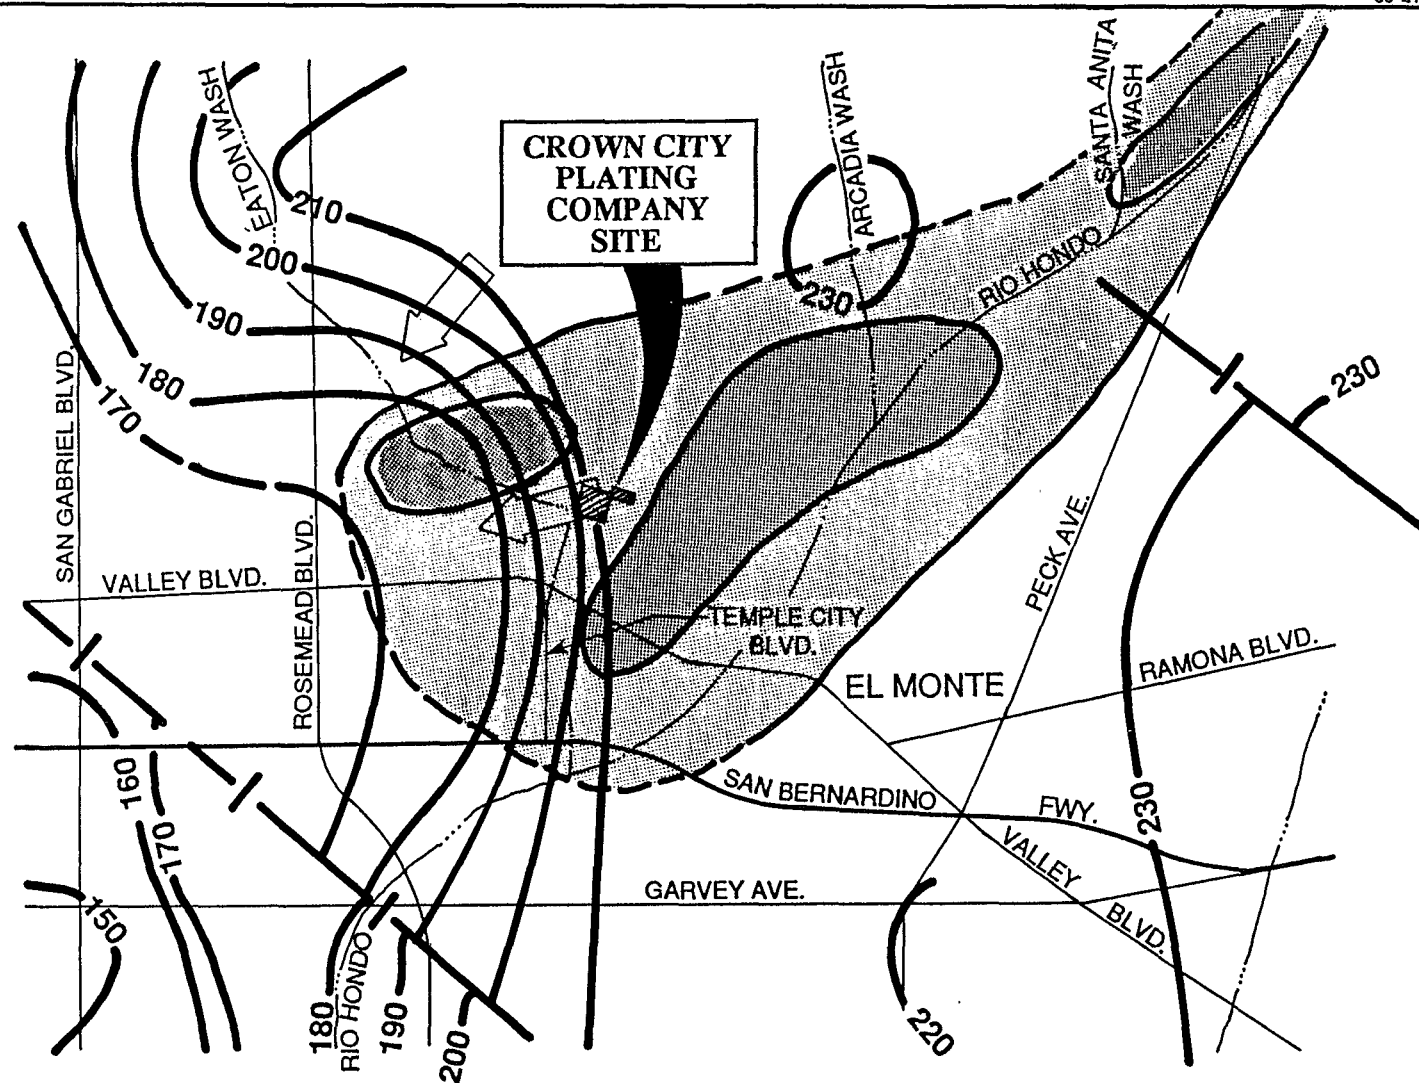 SANTA ANITA
WASH
EATON WASH
ARCADIA WASH
CROWN CITY
PLATING
COMPANY
SITE
210
200
190
180
170
230
RIO HONDO
230
SAN GABRIEL BLVD.
ROSEMEAD BLVD.
VALLEY BLVD.
PECK AVE.
TEMPLE CITY
BLVD.
EL MONTE
RAMONA BLVD.
SAN BERNARDINO
FWY.
230
160
170
VALLEY
BLVD.
GARVEY AVE.
150
180
RIO HONDO
190
200
220